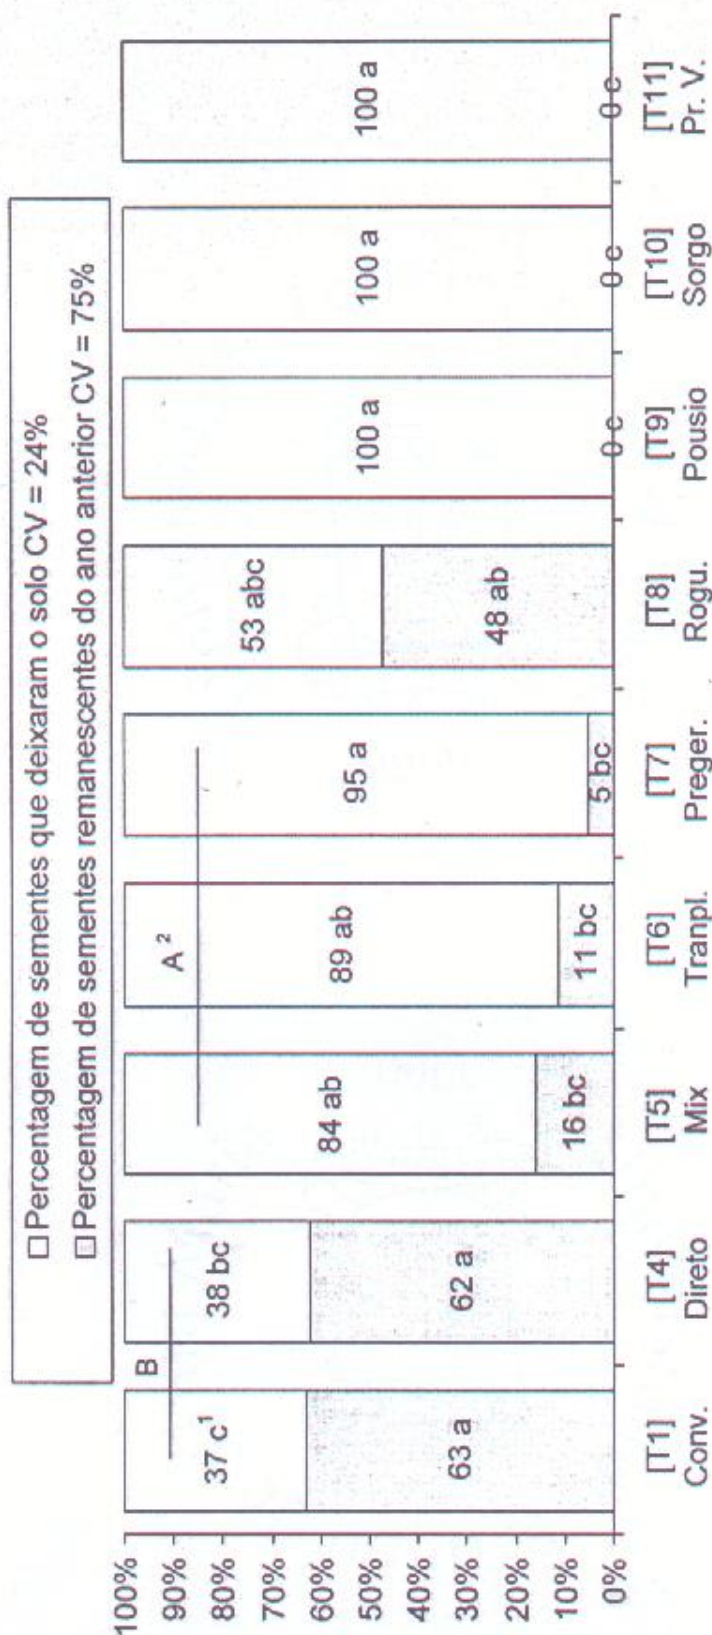 □ Percentagem de sementes que deixaram o solo CV = 24%
□ Percentagem de sementes remanescentes do ano anterior CV = 75%
100%
90%
80%
70%
60%
50%
40%
30%
20%
10%
0%
B
A ²
37 c¹
63 a
38 bc
62 a
84 ab
16 bc
89 ab
11 bc
95 a
5 bc
53 abc
48 ab
100 a
0 c
100 a
0 c
100 a
0 c
[T1]
Conv.
[T4]
Direto
[T5]
Mix
[T6]
Tranpl.
[T7]
Preger.
[T8]
Rogu.
[T9]
Pousio
[T10]
Sorgo
[T11]
Pr. V.